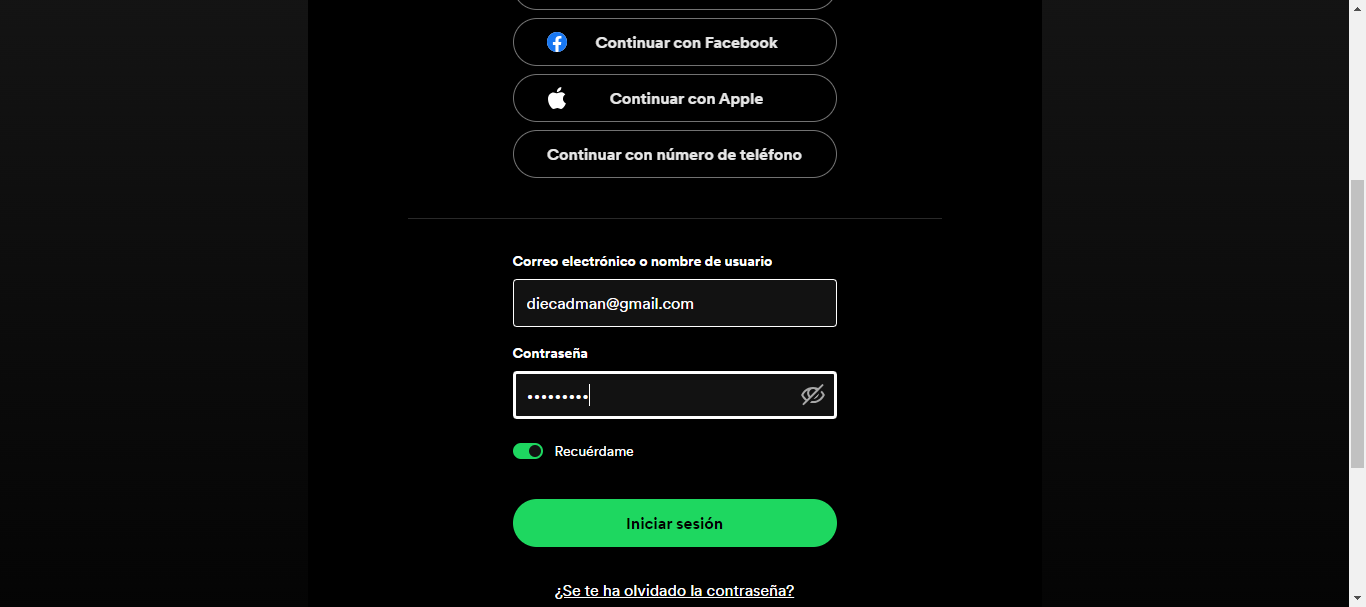 Continuar con Facebook
Continuar con Apple
Continuar con número de teléfono
Correo electrónico o nombre de usuario
diecadman@gmail.com
Contraseña
•••••••••
Recuérdame
Iniciar sesión
¿Se te ha olvidado la contraseña?